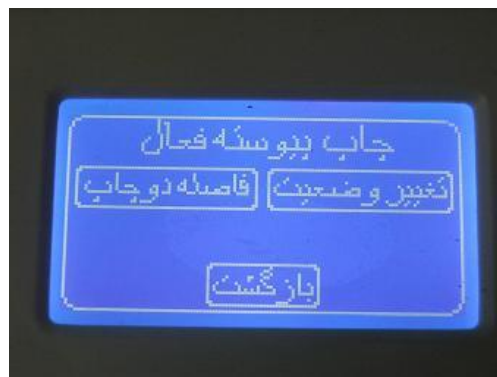 چاپ پیوسته فعال
تغییر وضعیت فاصله دو چاپ
بازگشت